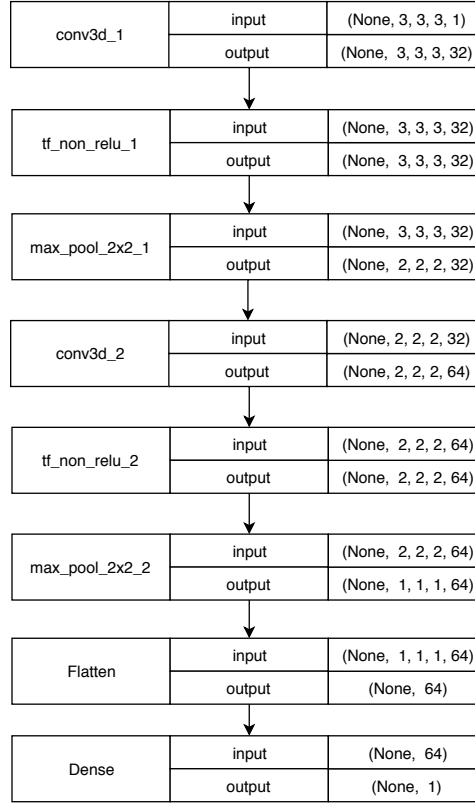 conv3d_1 input (None, 3, 3, 3, 1)
output (None, 3, 3, 3, 32)
tf_non_relu_1 input (None, 3, 3, 3, 32)
output (None, 3, 3, 3, 32)
max_pool_2x2_1 input (None, 3, 3, 3, 32)
output (None, 2, 2, 2, 32)
conv3d_2 input (None, 2, 2, 2, 32)
output (None, 2, 2, 2, 64)
tf_non_relu_2 input (None, 2, 2, 2, 64)
output (None, 2, 2, 2, 64)
max_pool_2x2_2 input (None, 2, 2, 2, 64)
output (None, 1, 1, 1, 64)
Flatten input (None, 1, 1, 1, 64)
output (None, 64)
Dense input (None, 64)
output (None, 1)